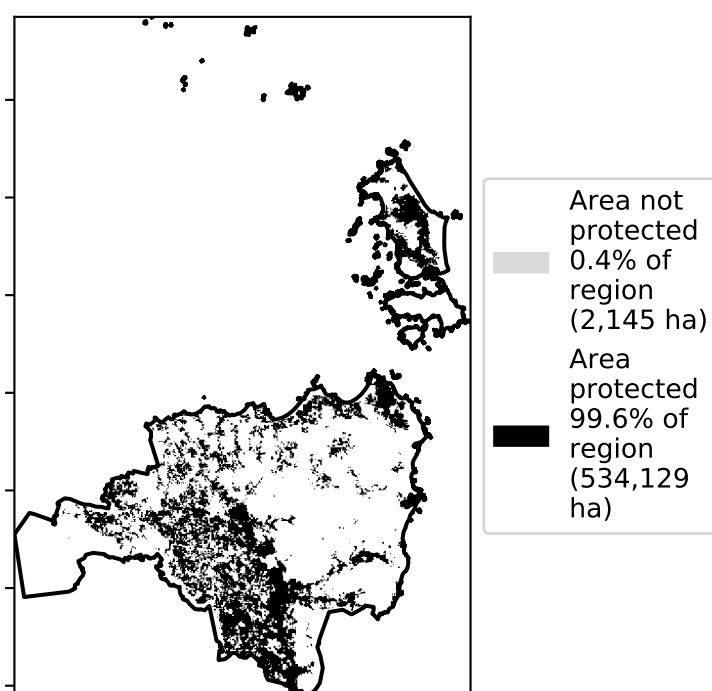 Area not
protected
0.4% of
region
(2,145 ha)
Area
protected
99.6% of
region
(534,129
ha)